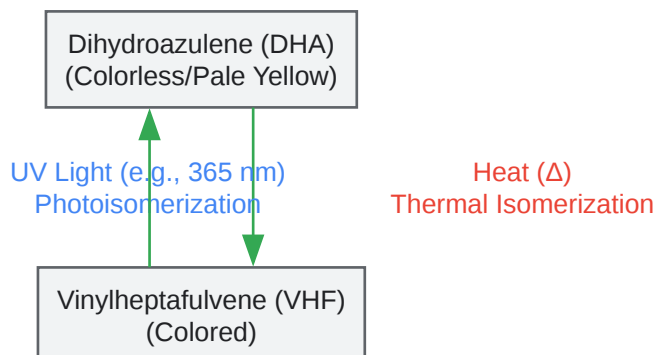 Dihydroazulene (DHA)
(Colorless/Pale Yellow)
UV Light (e.g., 365 nm)
Photoisomerization
Heat (Δ)
Thermal Isomerization
Vinylheptafulvene (VHF)
(Colored)